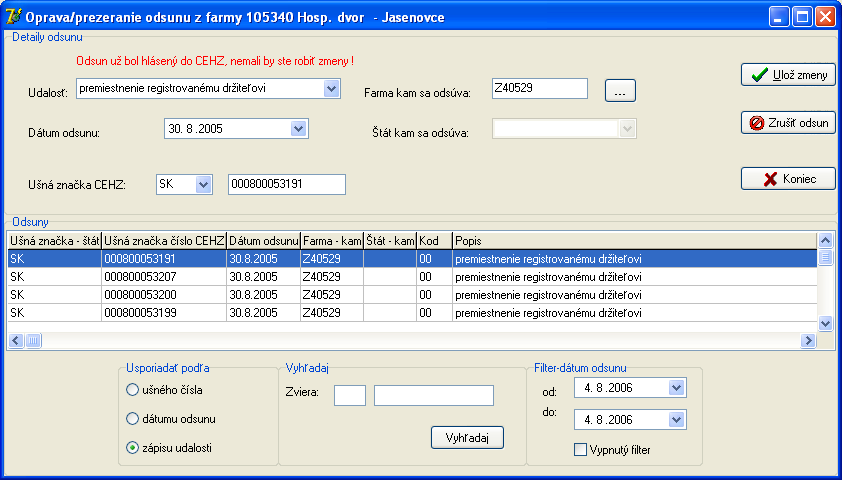 Oprava/prezeranie odsunu z farmy 105340 Hosp. dvor - Jasenovce
Detaily odsunu
Odsun už bol hlásený do CEHZ, nemali by ste robiť zmeny !
Udalosť: premiestnenie registrovanému držiteľovi Farma kam sa odsúva: Z40529 ... Ulož zmeny
Dátum odsunu: 30. 8 .2005 Štát kam sa odsúva: Zrušiť odsun
Ušná značka CEHZ: SK 000800053191 Koniec
Odsuny
Ušná značka - štát Ušná značka číslo CEHZ Dátum odsunu Farma - kam Štát - kam Kod Popis
SK 000800053191 30.8.2005 Z40529 00 premiestnenie registrovanému držiteľovi
SK 000800053207 30.8.2005 Z40529 00 premiestnenie registrovanému držiteľovi
SK 000800053200 30.8.2005 Z40529 00 premiestnenie registrovanému držiteľovi
SK 000800053199 30.8.2005 Z40529 00 premiestnenie registrovanému držiteľovi
Usporiadať podľa Vyhľadaj Filter-dátum odsunu
ušného čísla Zviera: od: 4. 8 .2006
dátumu odsunu do: 4. 8 .2006
zápisu udalosti Vyhľadaj Vypnutý filter